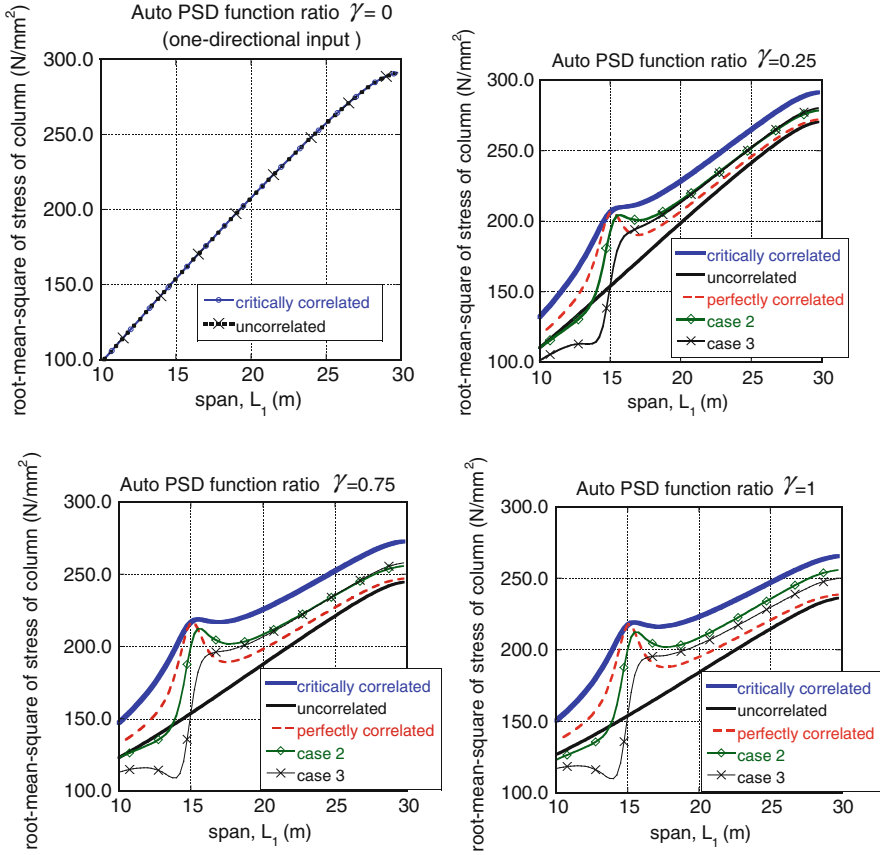 Auto PSD function ratio γ = 0
(one-directional input )
root-mean-square of stress of column (N/mm²)
300.0
250.0
200.0
150.0
100.0
critically correlated
uncorrelated
10 15 20 25 30
span, L₁ (m)
Auto PSD function ratio γ=0.25
root-mean-square of stress of column (N/mm²)
300.0
250.0
200.0
150.0
100.0
critically correlated
uncorrelated
perfectly correlated
case 2
case 3
10 15 20 25 30
span, L₁ (m)
Auto PSD function ratio γ=0.75
root-mean-square of stress of column (N/mm²)
300.0
250.0
200.0
150.0
100.0
critically correlated
uncorrelated
perfectly correlated
case 2
case 3
10 15 20 25 30
span, L₁ (m)
Auto PSD function ratio γ=1
root-mean-square of stress of column (N/mm²)
300.0
250.0
200.0
150.0
100.0
critically correlated
uncorrelated
perfectly correlated
case 2
case 3
10 15 20 25 30
span, L₁ (m)